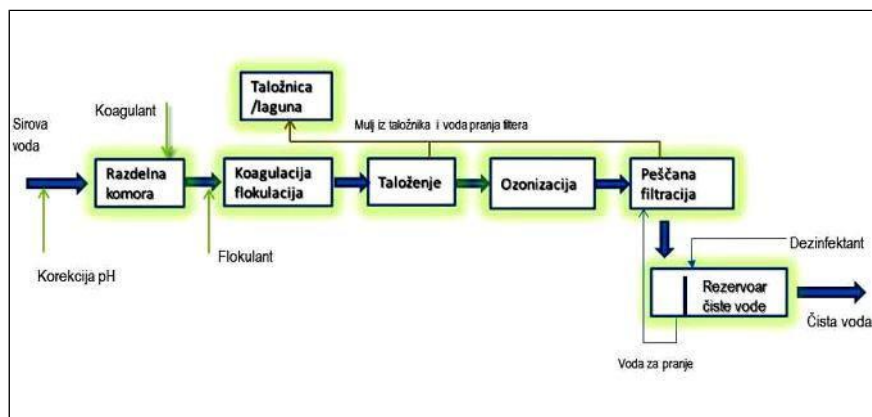 Taložnica
/laguna
Koagulant
Mulj iz taložnika i voda pranja filtera
Sirova
voda
Razdelna
komora
Koagulacija
flokulacija
Taloženje
Ozonizacija
Peščana
filtracija
Korekcija pH
Flokulant
Dezinfektant
Rezervoar
čiste vode
Čista voda
Voda za pranje